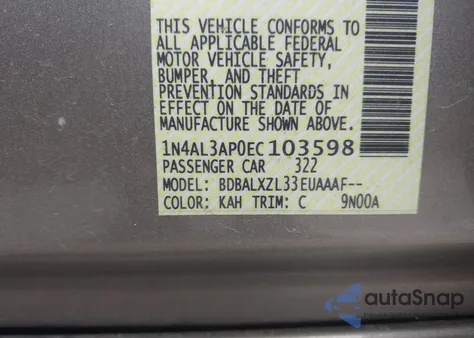 THIS VEHICLE CONFORMS TO
ALL APPLICABLE FEDERAL
MOTOR VEHICLE SAFETY,
BUMPER, AND THEFT
PREVENTION STANDARDS IN
EFFECT ON THE DATE OF
MANUFACTURE SHOWN ABOVE.
1N4AL3AP0EC103598
PASSENGER CAR 322
MODEL: BDBALXZL33EUAAAF--
COLOR: KAH TRIM: C 9N00A
autaSnap